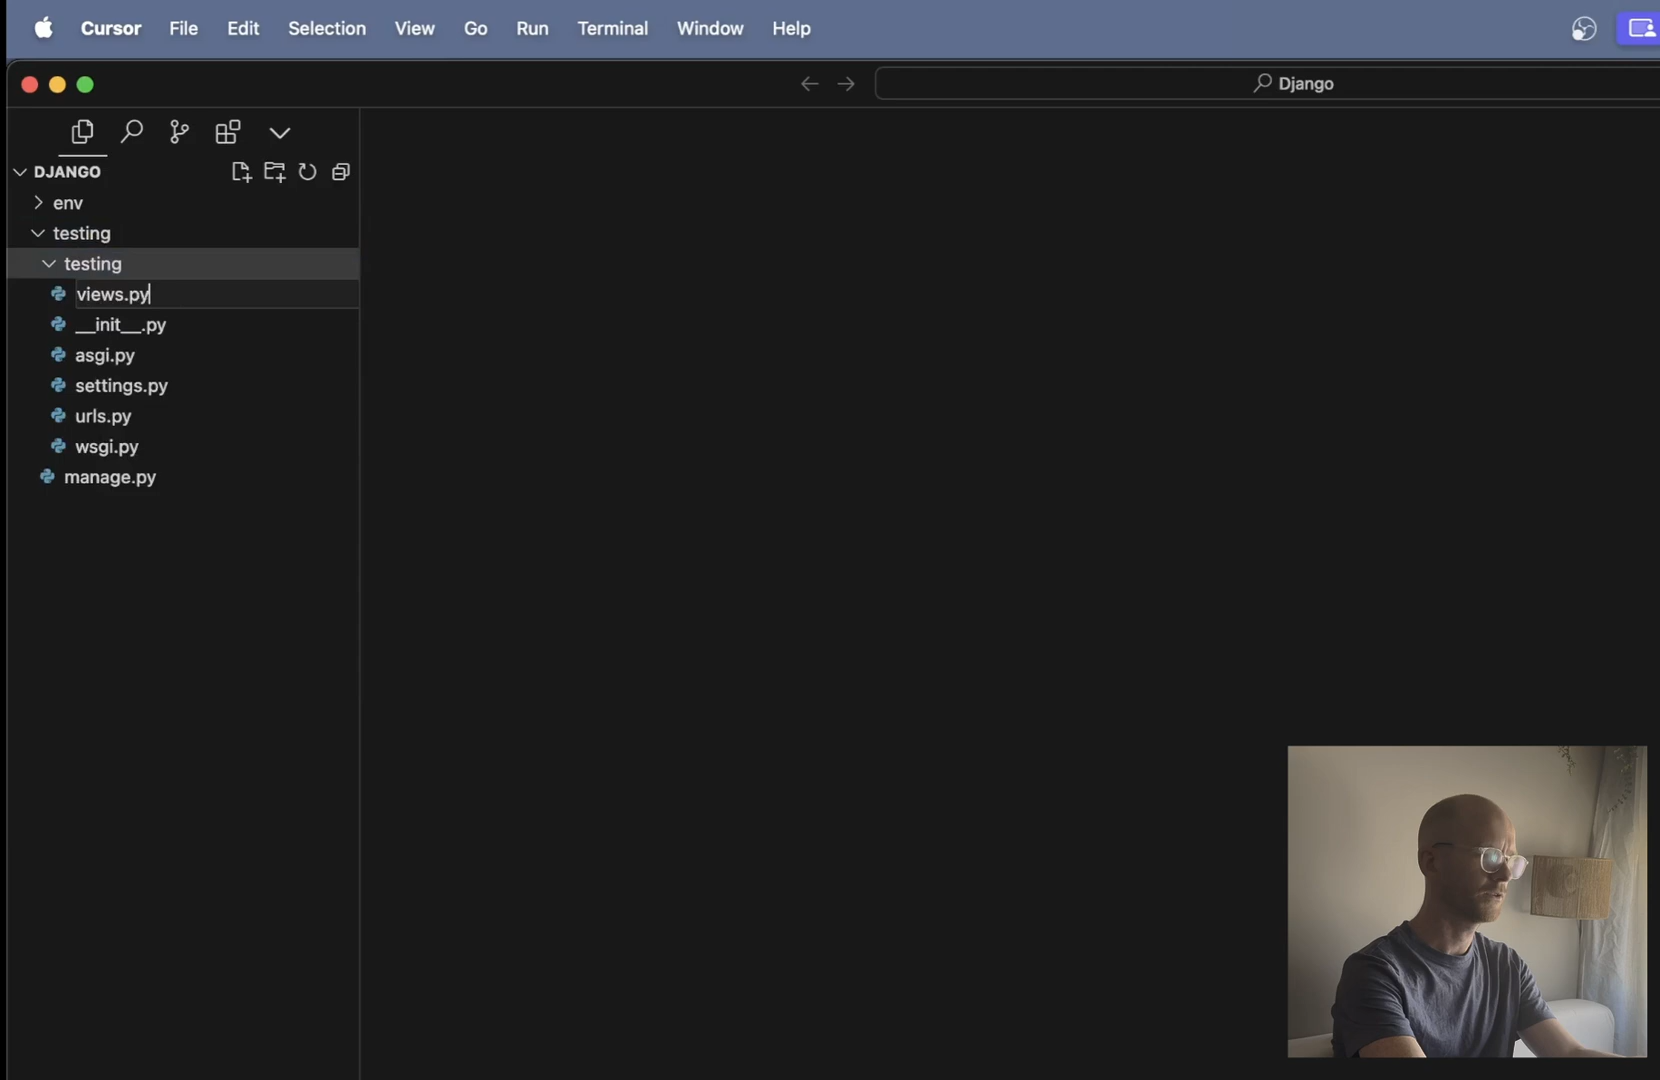 Cursor File Edit Selection View Go Run Terminal Window Help
Django
DJANGO
env
testing
testing
views.py
__init__.py
asgi.py
settings.py
urls.py
wsgi.py
manage.py